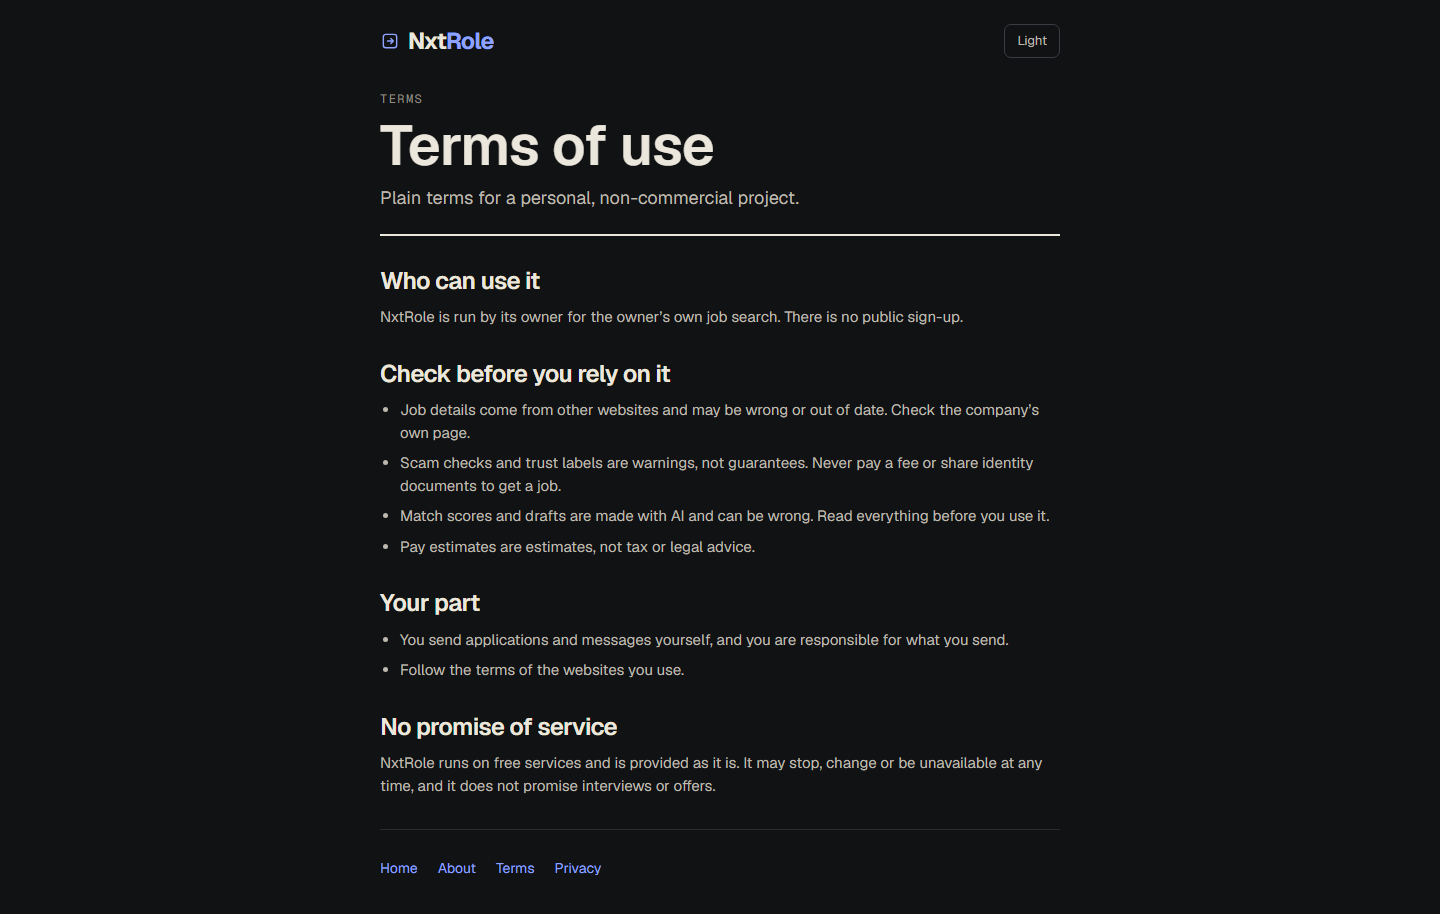 NxtRole
Light
TERMS
Terms of use
Plain terms for a personal, non-commercial project.
Who can use it
NxtRole is run by its owner for the owner's own job search. There is no public sign-up.
Check before you rely on it
• Job details come from other websites and may be wrong or out of date. Check the company's
own page.
• Scam checks and trust labels are warnings, not guarantees. Never pay a fee or share identity
documents to get a job.
• Match scores and drafts are made with AI and can be wrong. Read everything before you use it.
• Pay estimates are estimates, not tax or legal advice.
Your part
• You send applications and messages yourself, and you are responsible for what you send.
• Follow the terms of the websites you use.
No promise of service
NxtRole runs on free services and is provided as it is. It may stop, change or be unavailable at any
time, and it does not promise interviews or offers.
Home About Terms Privacy